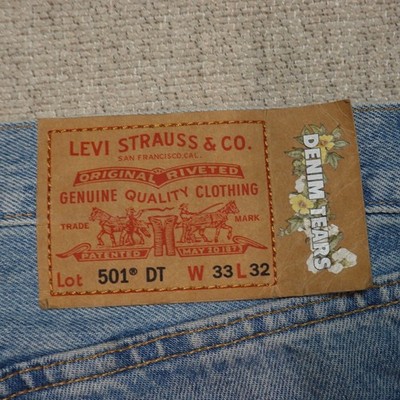 LEVI STRAUSS & CO.
SAN FRANCISCO, CAL.
ORIGINAL RIVETED
GENUINE QUALITY CLOTHING
TRADE MARK
PATENTED MAY 20 1873
Lot 501® DT W 33 L 32
DENIM TEARS